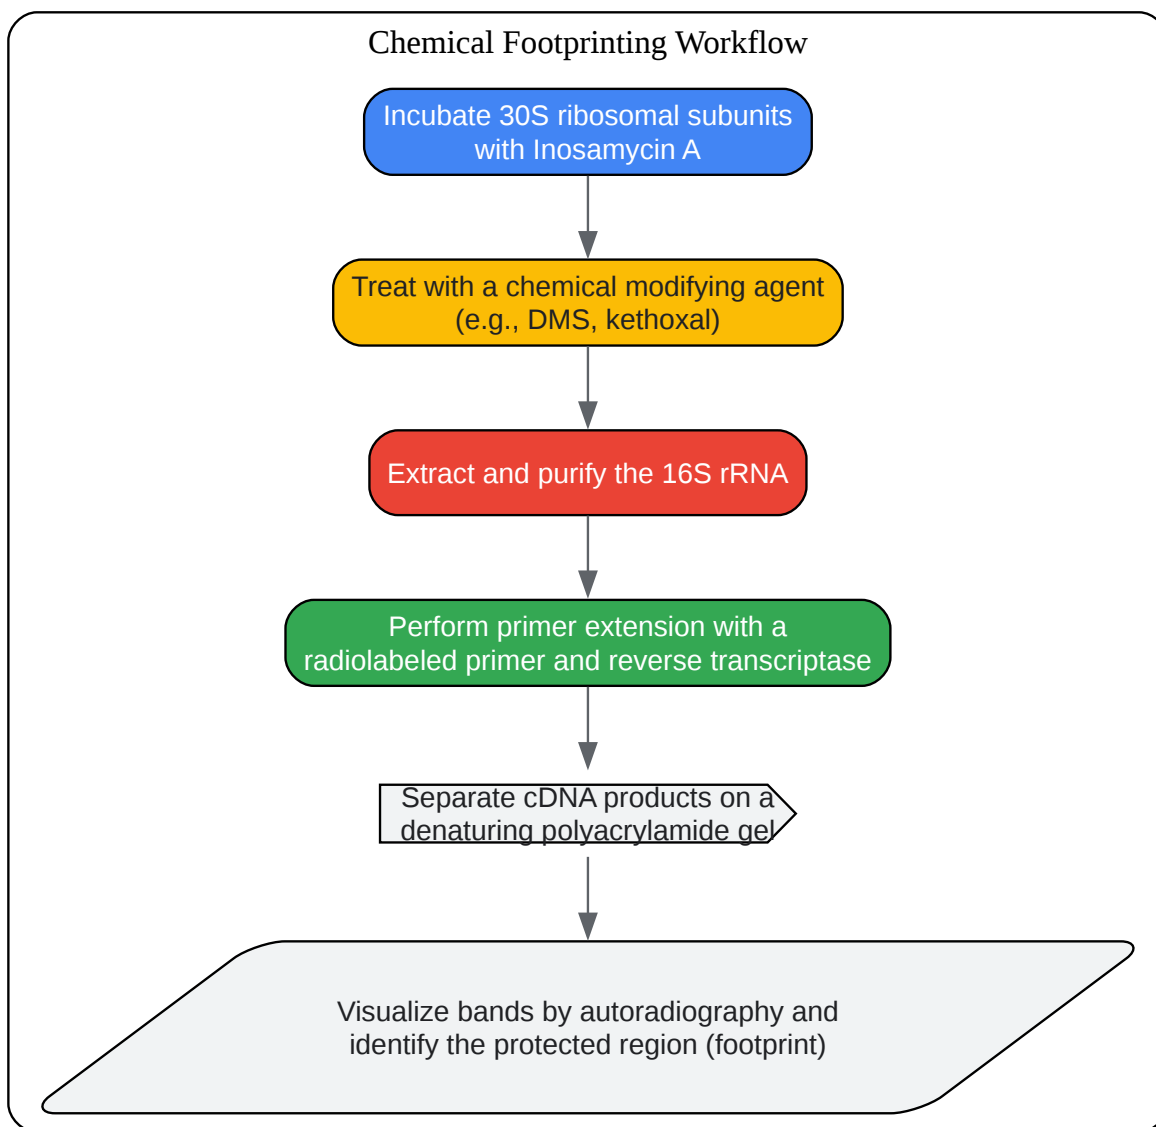 Chemical Footprinting Workflow
Incubate 30S ribosomal subunits
with Inosamycin A
Treat with a chemical modifying agent
(e.g., DMS, kethoxal)
Extract and purify the 16S rRNA
Perform primer extension with a
radiolabeled primer and reverse transcriptase
Separate cDNA products on a
denaturing polyacrylamide gel
Visualize bands by autoradiography and
identify the protected region (footprint)